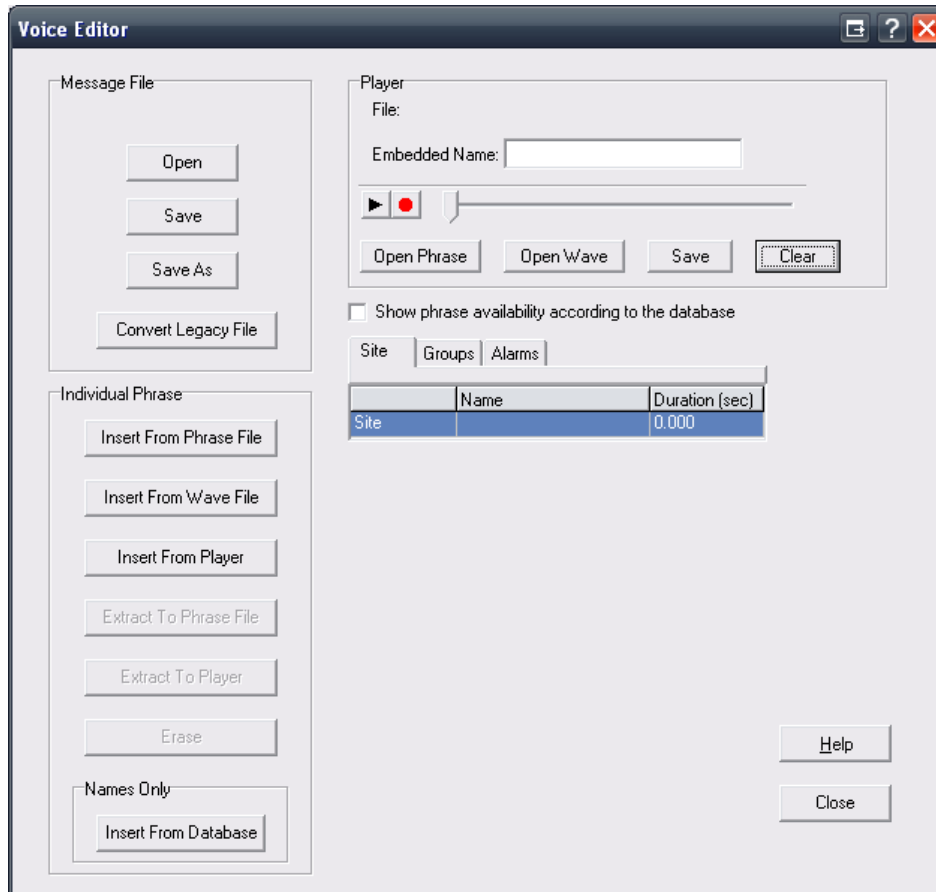 Voice Editor
?
Message File
Open
Save
Save As
Convert Legacy File
Player
File:
Embedded Name:
Open Phrase Open Wave Save Clear
Show phrase availability according to the database
Site Groups Alarms
Name Duration (sec)
Site 0.000
Individual Phrase
Insert From Phrase File
Insert From Wave File
Insert From Player
Extract To Phrase File
Extract To Player
Erase
Names Only
Insert From Database
Help
Close